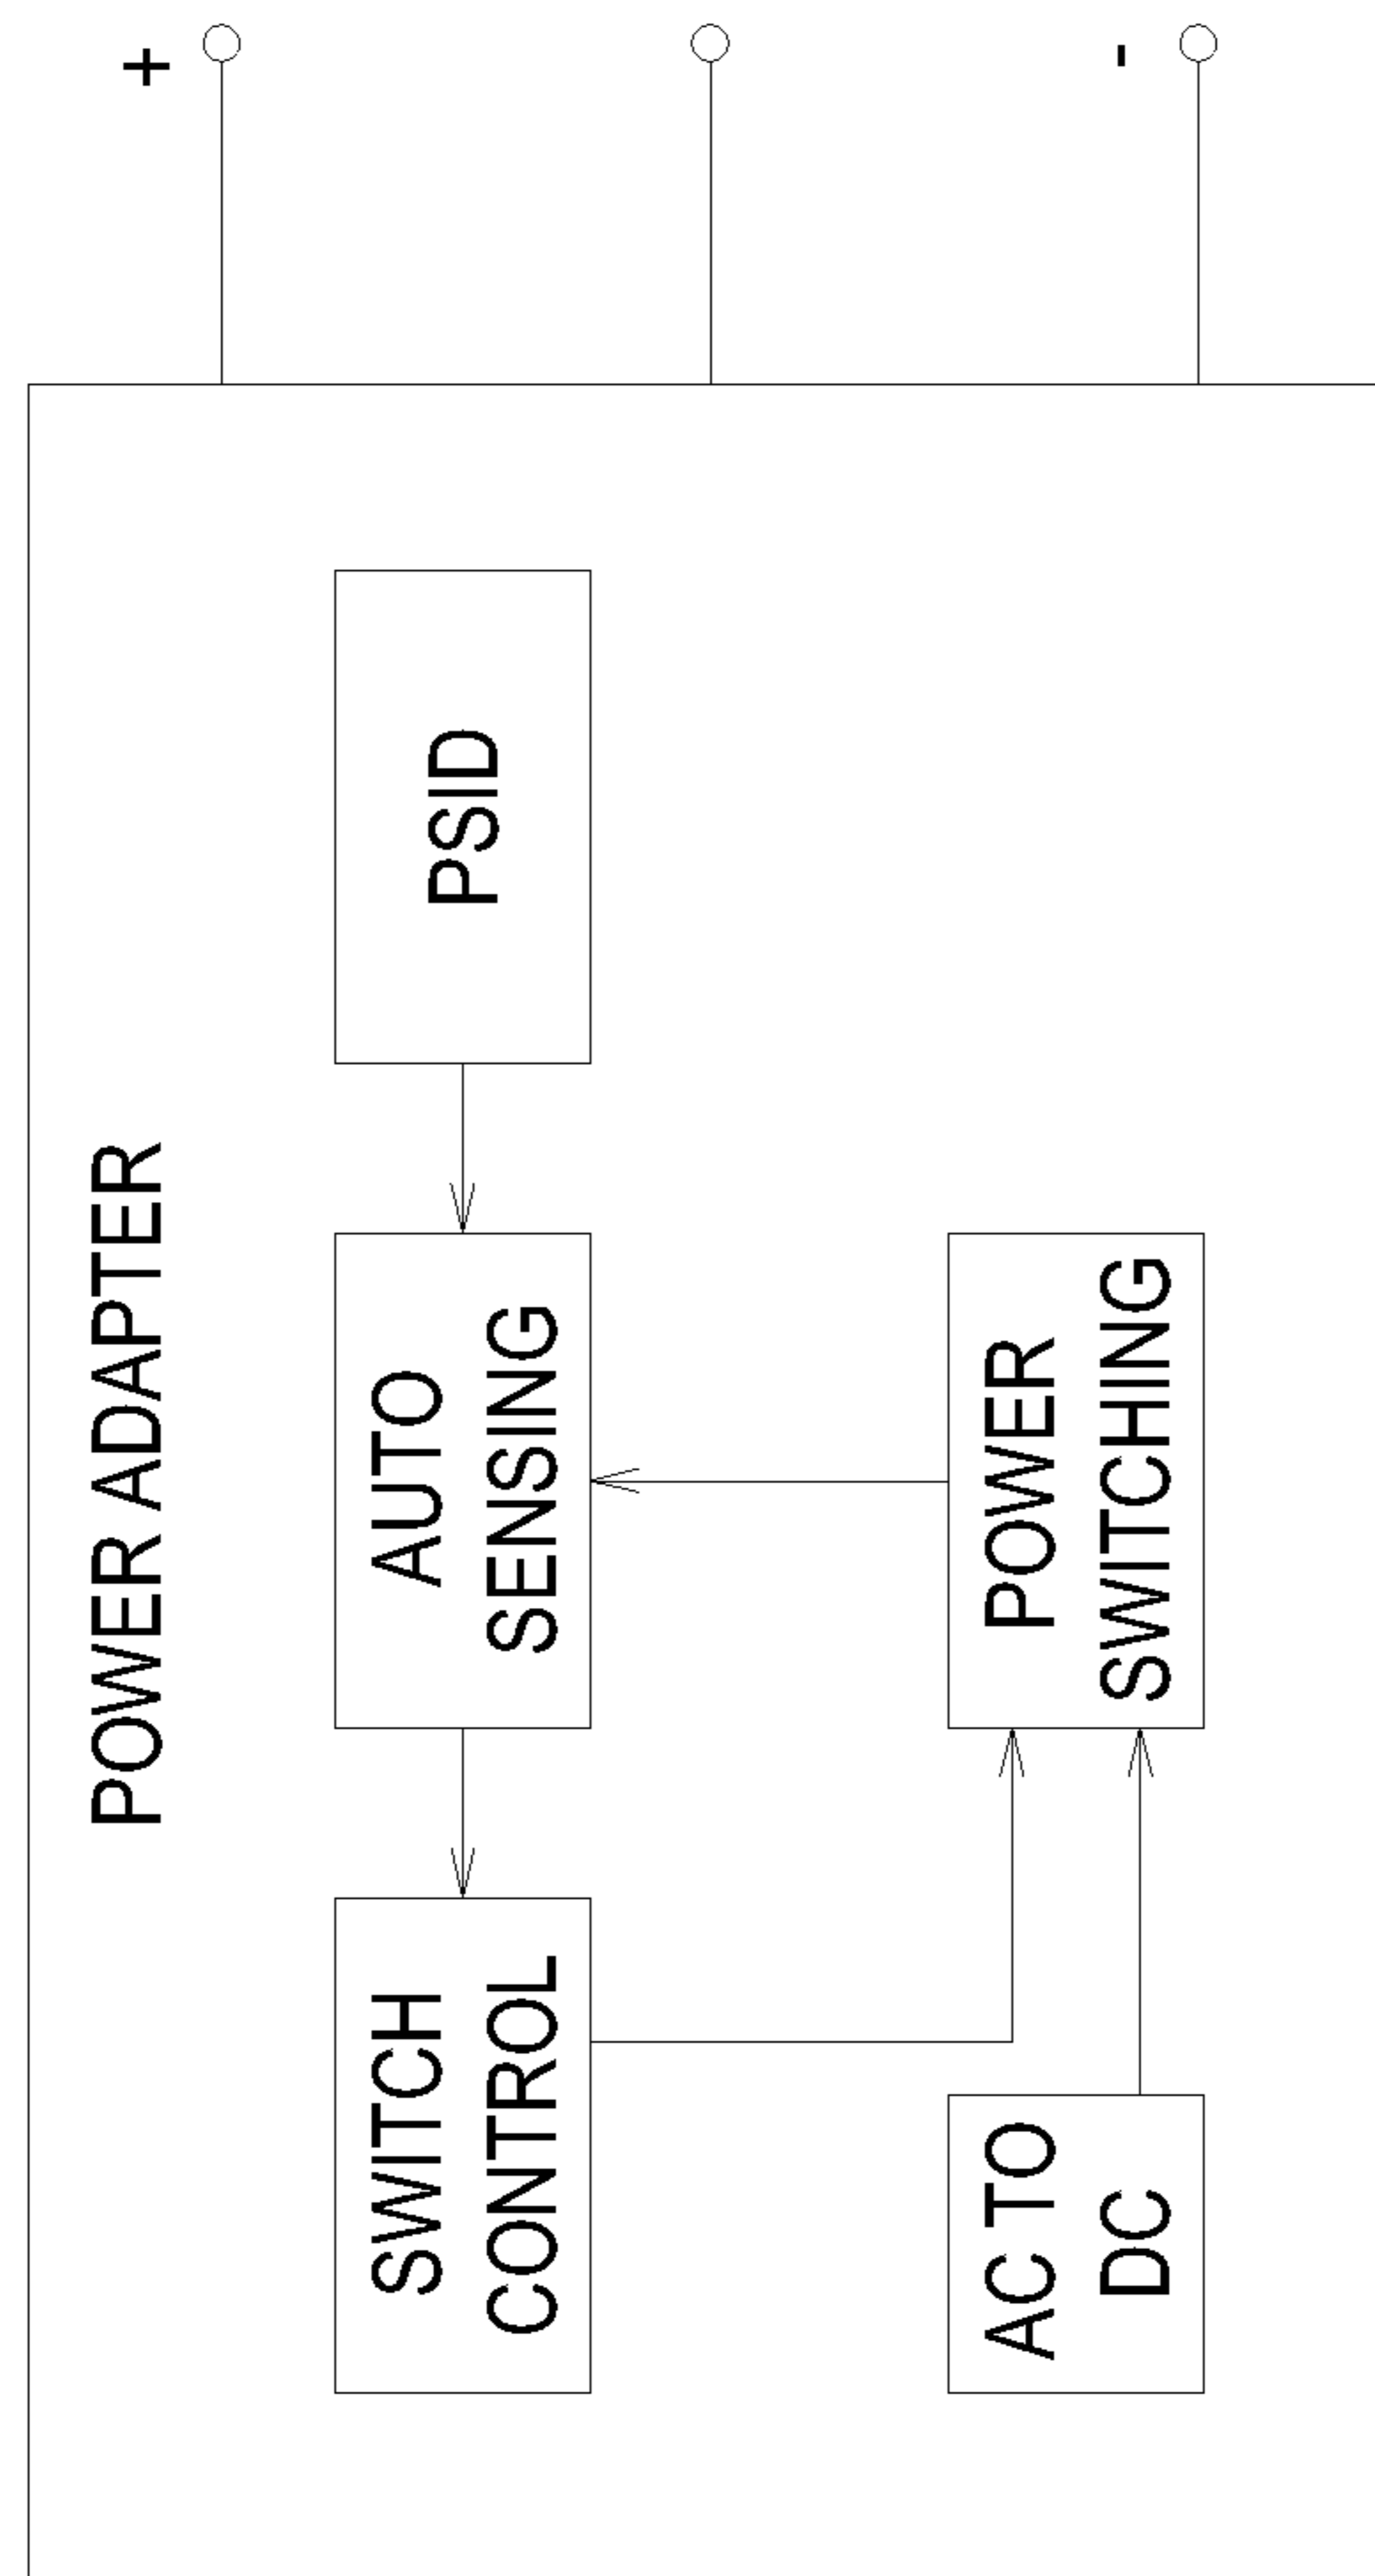 POWER ADAPTER
+
-
SWITCH
CONTROL
AUTO
SENSING
PSID
AC TO
DC
POWER
SWITCHING